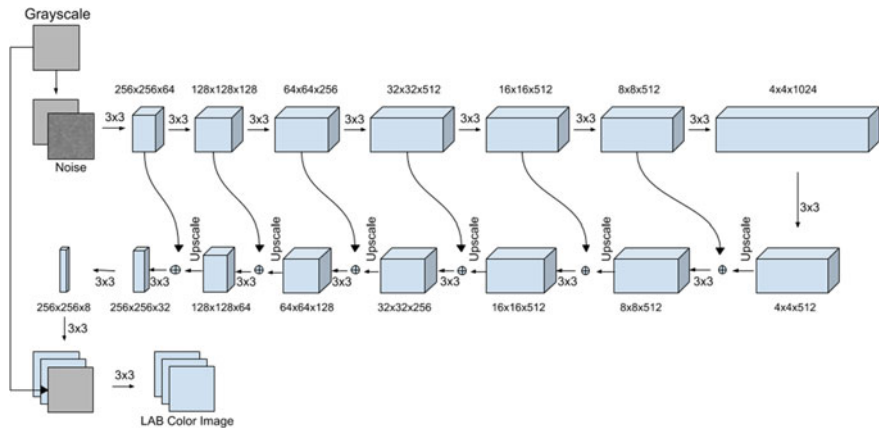 Grayscale
256x256x64 128x128x128 64x64x256 32x32x512 16x16x512 8x8x512 4x4x1024
3x3 3x3 3x3 3x3 3x3 3x3 3x3
Noise
3x3
Upscale Upscale Upscale Upscale Upscale Upscale
3x3 3x3 3x3 3x3 3x3 3x3 3x3
256x256x8 256x256x32 128x128x64 64x64x128 32x32x256 16x16x512 8x8x512 4x4x512
3x3
3x3
LAB Color Image